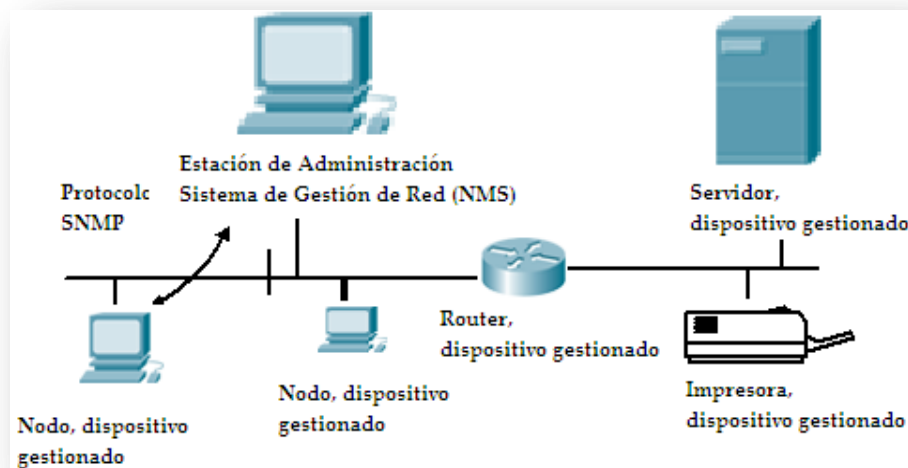 Estación de Administración
Sistema de Gestión de Red (NMS)
Protocolc
SNMP
Servidor,
dispositivo gestionado
Router,
dispositivo gestionado
Nodo, dispositivo
gestionado
Nodo, dispositivo
gestionado
Impresora,
dispositivo gestionado